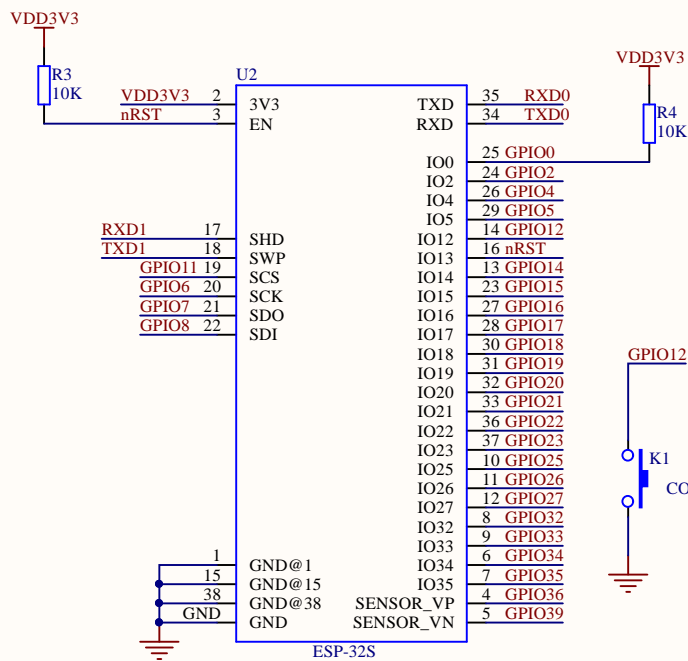 VDD3V3
R3
10K
U2
VDD3V3 2 3V3
nRST 3 EN
RXD1 17 SHD
TXD1 18 SWP
GPIO11 19 SCS
GPIO6 20 SCK
GPIO7 21 SDO
GPIO8 22 SDI
1 GND@1
15 GND@15
38 GND@38
GND GND
TXD 35 RXD0
RXD 34 TXD0
IO0 25 GPIO0
IO2 24 GPIO2
IO4 26 GPIO4
IO5 29 GPIO5
IO12 14 GPIO12
IO13 16 nRST
IO14 13 GPIO14
IO15 23 GPIO15
IO16 27 GPIO16
IO17 28 GPIO17
IO18 30 GPIO18
IO19 31 GPIO19
IO20 32 GPIO20
IO21 33 GPIO21
IO22 36 GPIO22
IO23 37 GPIO23
IO25 10 GPIO25
IO26 11 GPIO26
IO27 12 GPIO27
IO32 8 GPIO32
IO33 9 GPIO33
IO34 6 GPIO34
IO35 7 GPIO35
SENSOR_VP 4 GPIO36
SENSOR_VN 5 GPIO39
ESP-32S
VDD3V3
R4
10K
GPIO12
K1
CO